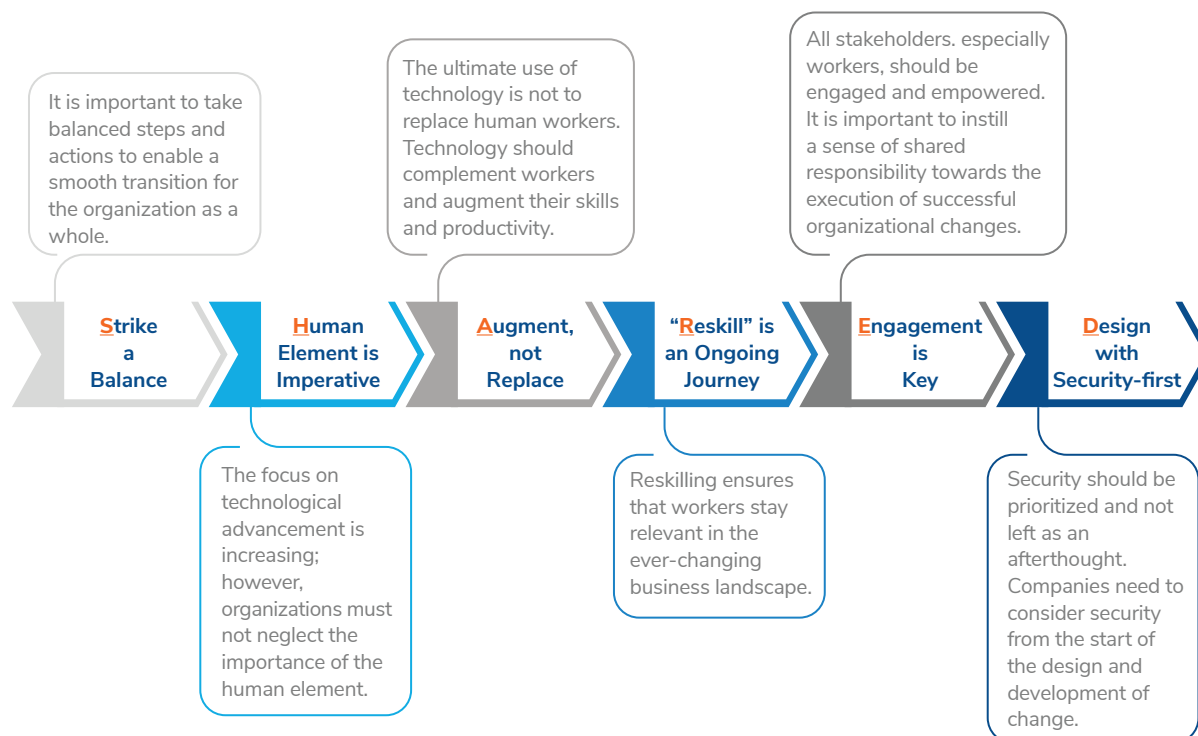 It is important to take
balanced steps and
actions to enable a
smooth transition for
the organization as a
whole.
The ultimate use of
technology is not to
replace human workers.
Technology should
complement workers
and augment their skills
and productivity.
All stakeholders. especially
workers, should be
engaged and empowered.
It is important to instill
a sense of shared
responsibility towards the
execution of successful
organizational changes.
Strike
a
Balance
Human
Element is
Imperative
Augment,
not
Replace
“Reskill” is
an Ongoing
Journey
Engagement
is
Key
Design
with
Security-first
The focus on
technological
advancement is
increasing;
however,
organizations must
not neglect the
importance of the
human element.
Reskilling ensures
that workers stay
relevant in the
ever-changing
business landscape.
Security should be
prioritized and not
left as an
afterthought.
Companies need to
consider security
from the start of
the design and
development of
change.